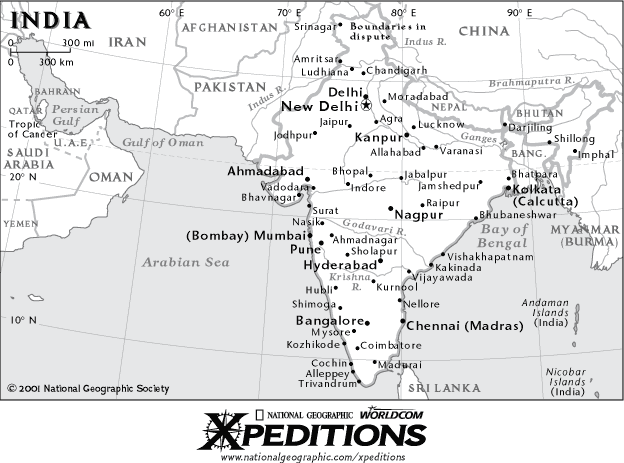 INDIA
0 300 mi
0 300 km
60° E
70° E
80° E
90° E
AFGHANISTAN
Srinagar
Boundaries in
dispute
CHINA
IRAN
Indus R.
Amritsar
Ludhiana
Chandigarh
PAKISTAN
Indus R.
Delhi
New Delhi
Moradabad
Brahmaputra R.
NEPAL
BHUTAN
BAHRAIN
QATAR
Persian
Gulf
Tropic
of Cancer
U.A.E.
Gulf of Oman
Jaipur
Agra
Lucknow
Jodhpur
Kanpur
Ganges R.
Darjiling
Shillong
Allahabad
Varanasi
BANG.
Imphal
SAUDI
ARABIA
OMAN
20° N
Ahmadabad
Bhopal
Jabalpur
Bhatpara
Vadodara
Indore
Jamshedpur
Kolkata
(Calcutta)
Bhavnagar
Surat
Raipur
Nagpur
Bhubaneshwar
YEMEN
Nasik
Godavari R.
Bay of
Bengal
MYANMAR
(BURMA)
(Bombay) Mumbai
Ahmadnagar
Pune
Sholapur
Vishakhapatnam
Arabian Sea
Hyderabad
Kakinada
Krishna
R.
Vijayawada
Hubli
Kurnool
Shimoga
Nellore
Andaman
Islands
(India)
10° N
Bangalore
Chennai (Madras)
Mysore
Kozhikode
Coimbatore
Cochin
Madurai
Nicobar
Islands
(India)
Alleppey
Trivandrum
SRI LANKA
© 2001 National Geographic Society
NATIONAL GEOGRAPHIC WORLDCOM
XPEDITIONS
www.nationalgeographic.com/xpeditions